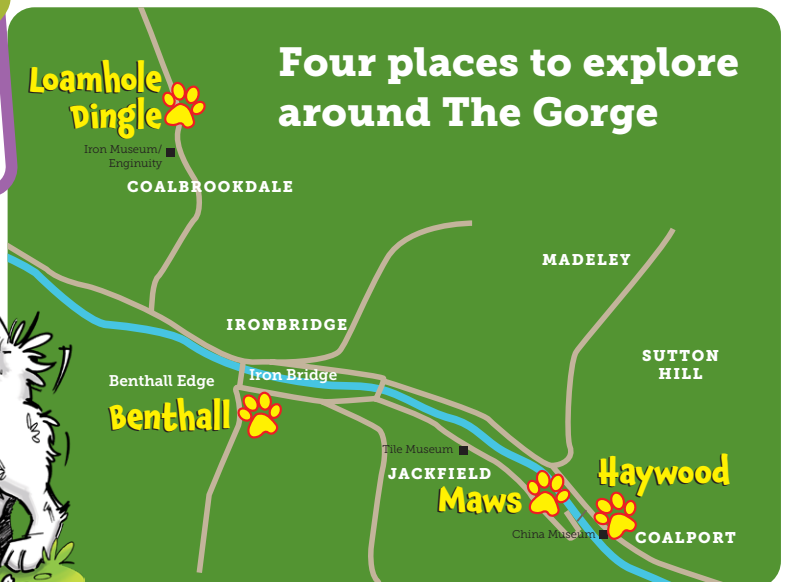 Four places to explore
around The Gorge
Loamhole
Dingle
Iron Museum/
Enginuity
COALBROOKDALE
MADELEY
IRONBRIDGE
SUTTON
HILL
Iron Bridge
Benthall Edge
Benthall
Tile Museum
JACKFIELD
Haywood
Maws
China Museum
COALPORT